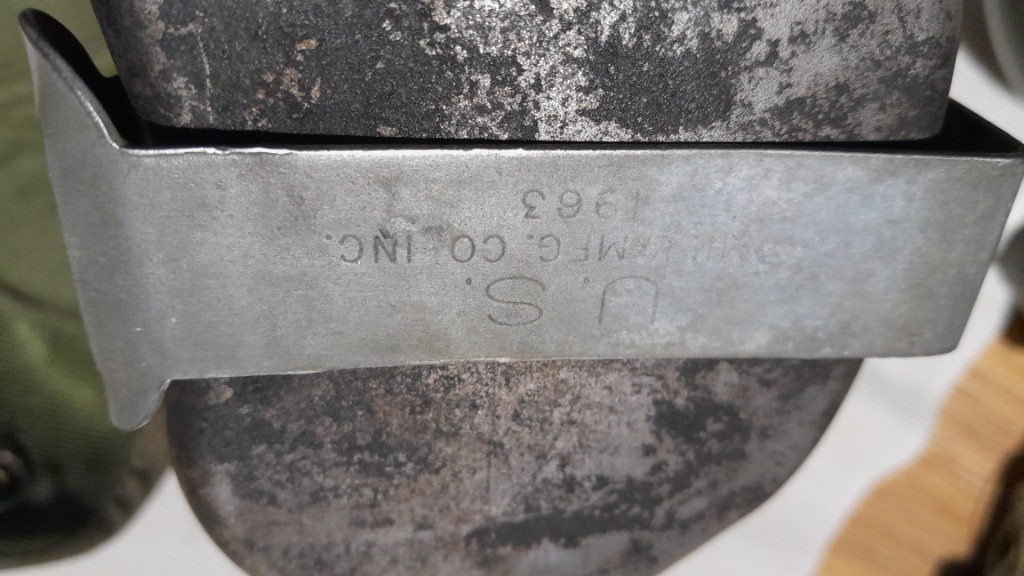 U. S.
MFG. CO. INC.
1963